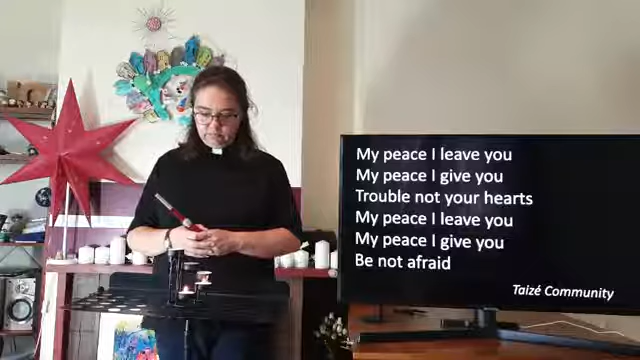 My peace I leave you
My peace I give you
Trouble not your hearts
My peace I leave you
My peace I give you
Be not afraid
Taizé Community